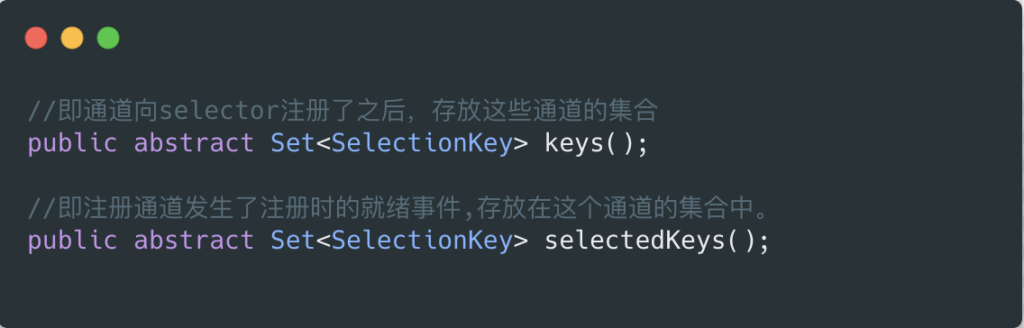 //即通道向selector注册了之后，存放这些通道的集合
public abstract Set<SelectionKey> keys();
//即注册通道发生了注册时的就绪事件,存放在这个通道的集合中。
public abstract Set<SelectionKey> selectedKeys();